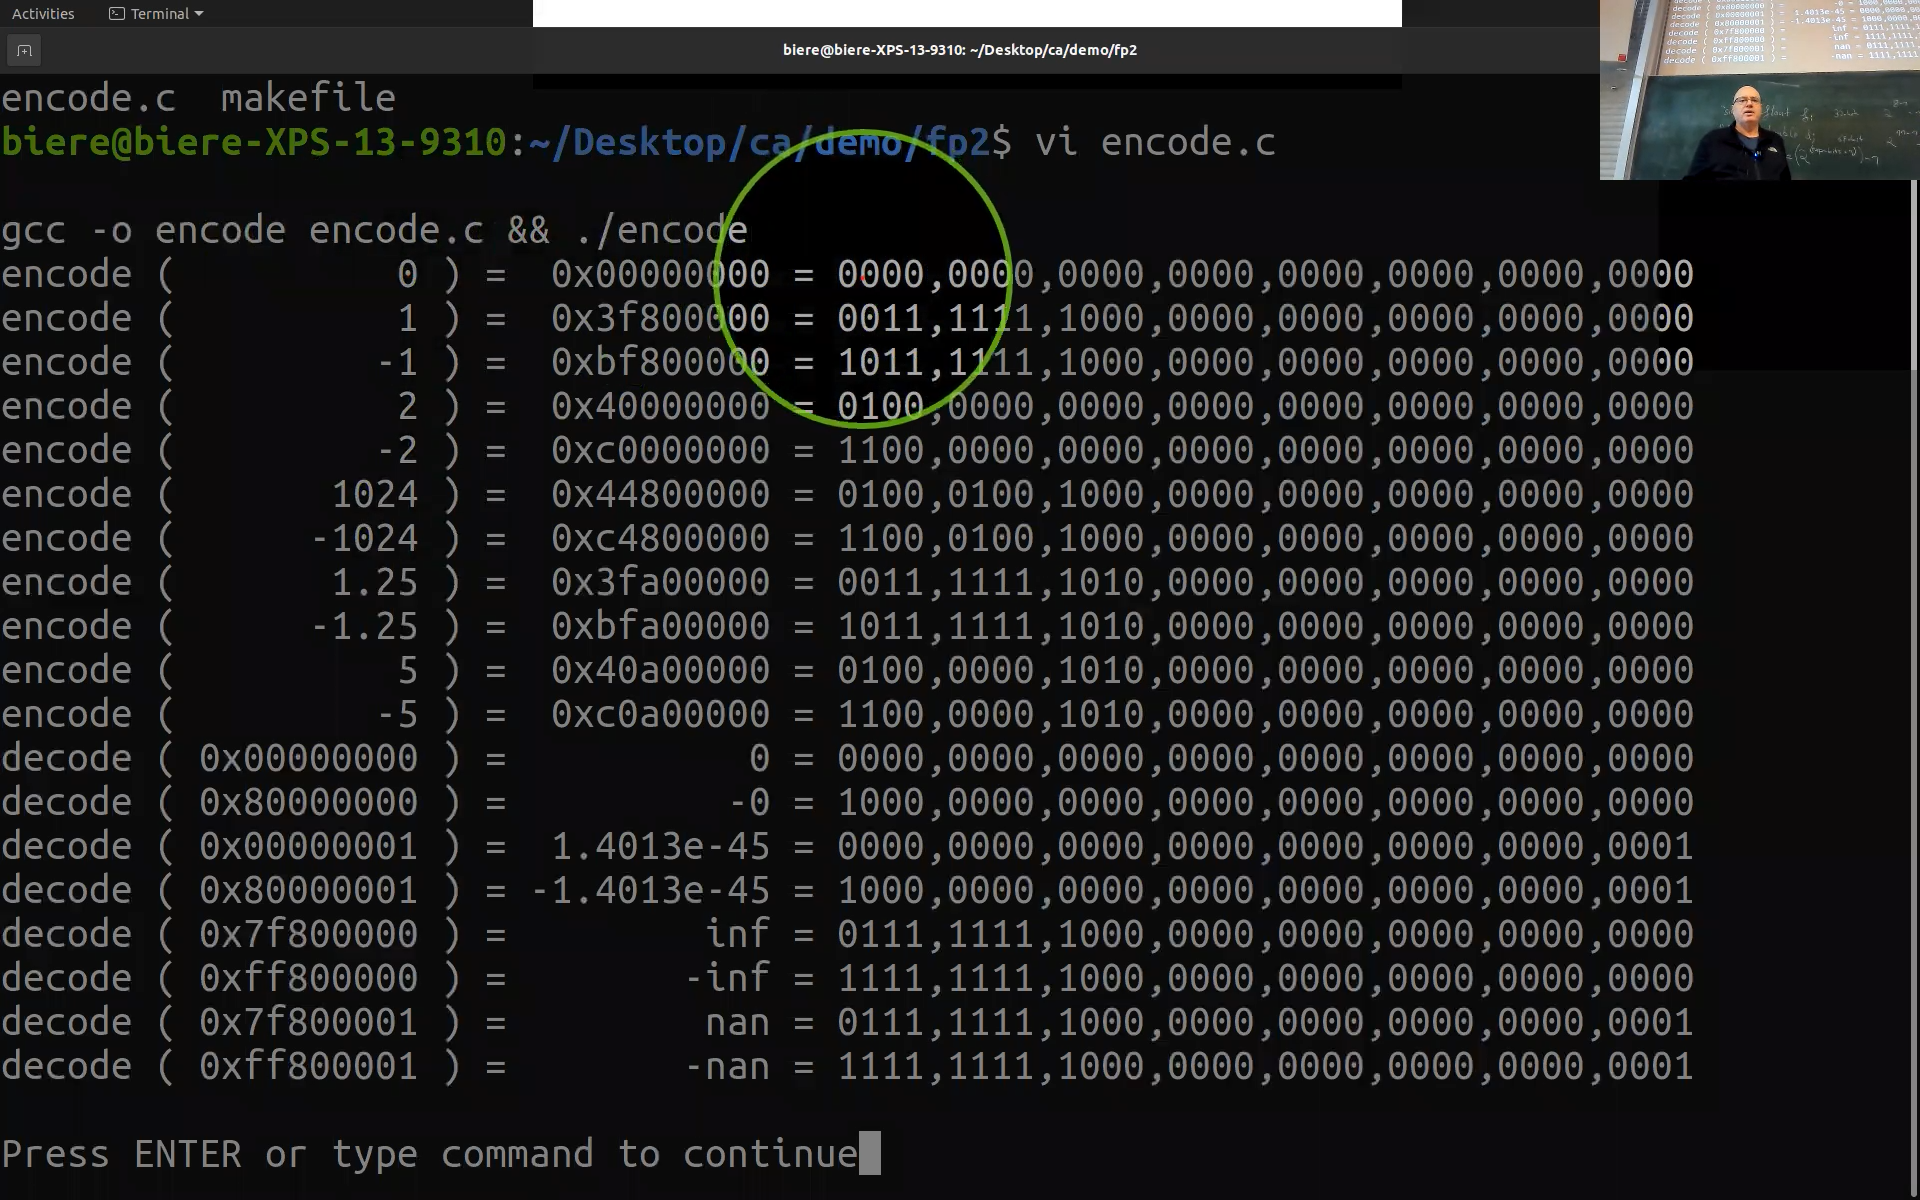 Activities
Terminal
biere@biere-XPS-13-9310: ~/Desktop/ca/demo/fp2
encode.c  makefile
biere@biere-XPS-13-9310:~/Desktop/ca/demo/fp2$ vi encode.c
gcc -o encode encode.c && ./encode
encode (          0 ) =  0x00000000 = 0000,0000,0000,0000,0000,0000,0000,0000
encode (          1 ) =  0x3f800000 = 0011,1111,1000,0000,0000,0000,0000,0000
encode (         -1 ) =  0xbf800000 = 1011,1111,1000,0000,0000,0000,0000,0000
encode (          2 ) =  0x40000000 = 0100,0000,0000,0000,0000,0000,0000,0000
encode (         -2 ) =  0xc0000000 = 1100,0000,0000,0000,0000,0000,0000,0000
encode (       1024 ) =  0x44800000 = 0100,0100,1000,0000,0000,0000,0000,0000
encode (      -1024 ) =  0xc4800000 = 1100,0100,1000,0000,0000,0000,0000,0000
encode (       1.25 ) =  0x3fa00000 = 0011,1111,1010,0000,0000,0000,0000,0000
encode (      -1.25 ) =  0xbfa00000 = 1011,1111,1010,0000,0000,0000,0000,0000
encode (          5 ) =  0x40a00000 = 0100,0000,1010,0000,0000,0000,0000,0000
encode (         -5 ) =  0xc0a00000 = 1100,0000,1010,0000,0000,0000,0000,0000
decode ( 0x00000000 ) =           0 = 0000,0000,0000,0000,0000,0000,0000,0000
decode ( 0x80000000 ) =          -0 = 1000,0000,0000,0000,0000,0000,0000,0000
decode ( 0x00000001 ) =  1.4013e-45 = 0000,0000,0000,0000,0000,0000,0000,0001
decode ( 0x80000001 ) = -1.4013e-45 = 1000,0000,0000,0000,0000,0000,0000,0001
decode ( 0x7f800000 ) =         inf = 0111,1111,1000,0000,0000,0000,0000,0000
decode ( 0xff800000 ) =        -inf = 1111,1111,1000,0000,0000,0000,0000,0000
decode ( 0x7f800001 ) =         nan = 0111,1111,1000,0000,0000,0000,0000,0001
decode ( 0xff800001 ) =        -nan = 1111,1111,1000,0000,0000,0000,0000,0001
Press ENTER or type command to continue